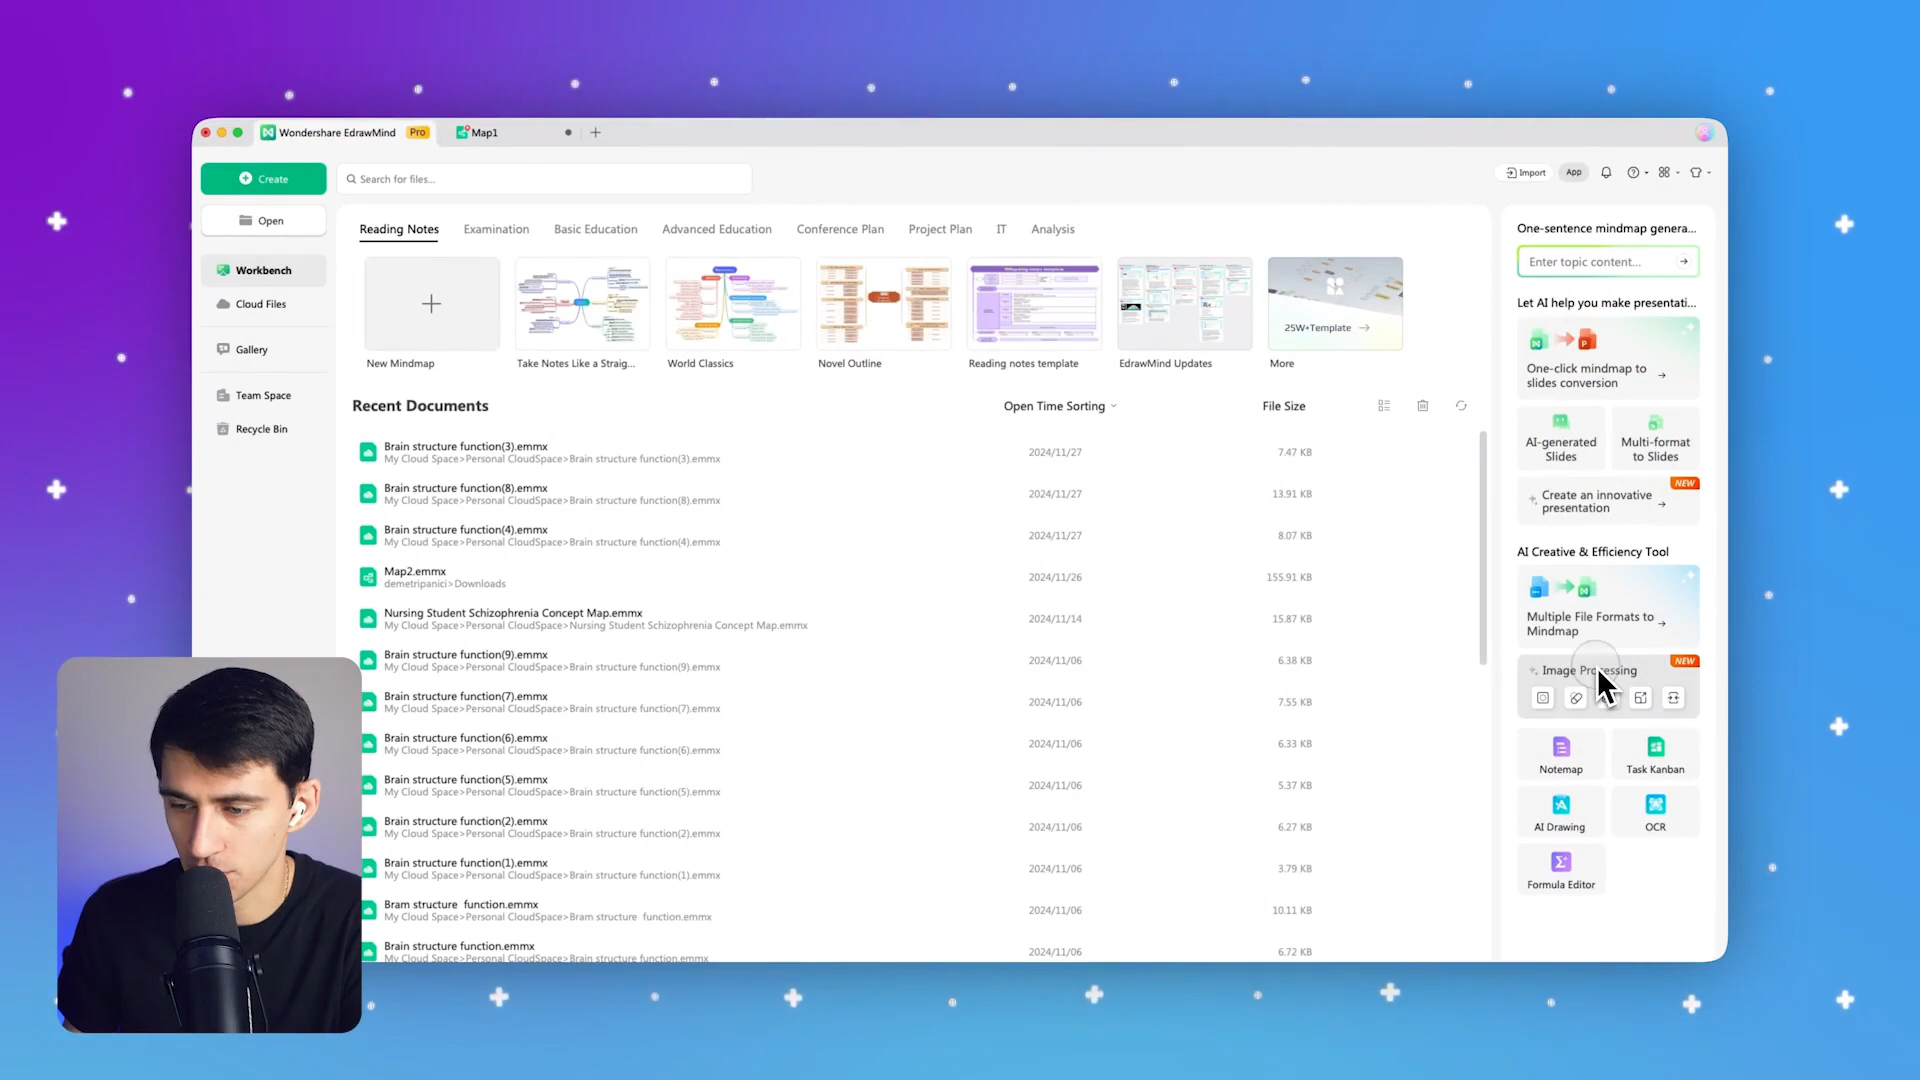 Wondershare EdrawMind Pro Map1
Create
Search for files...
Import App
Open
Workbench
Cloud Files
Gallery
Team Space
Recycle Bin
Reading Notes Examination Basic Education Advanced Education Conference Plan Project Plan IT Analysis
25W+Template
New Mindmap Take Notes Like a Straig... World Classics Novel Outline Reading notes template EdrawMind Updates More
Recent Documents Open Time Sorting File Size
Brain structure function(3).emmx
My Cloud Space>Personal CloudSpace>Brain structure function(3).emmx
2024/11/27 7.47 KB
Brain structure function(8).emmx
My Cloud Space>Personal CloudSpace>Brain structure function(8).emmx
2024/11/27 13.91 KB
Brain structure function(4).emmx
My Cloud Space>Personal CloudSpace>Brain structure function(4).emmx
2024/11/27 8.07 KB
Map2.emmx
demetripanici>Downloads
2024/11/26 155.91 KB
Nursing Student Schizophrenia Concept Map.emmx
My Cloud Space>Personal CloudSpace>Nursing Student Schizophrenia Concept Map.emmx
2024/11/14 15.87 KB
Brain structure function(9).emmx
My Cloud Space>Personal CloudSpace>Brain structure function(9).emmx
2024/11/06 6.38 KB
Brain structure function(7).emmx
My Cloud Space>Personal CloudSpace>Brain structure function(7).emmx
2024/11/06 7.55 KB
Brain structure function(6).emmx
My Cloud Space>Personal CloudSpace>Brain structure function(6).emmx
2024/11/06 6.33 KB
Brain structure function(5).emmx
My Cloud Space>Personal CloudSpace>Brain structure function(5).emmx
2024/11/06 5.37 KB
Brain structure function(2).emmx
My Cloud Space>Personal CloudSpace>Brain structure function(2).emmx
2024/11/06 6.27 KB
Brain structure function(1).emmx
My Cloud Space>Personal CloudSpace>Brain structure function(1).emmx
2024/11/06 3.79 KB
Bram structure function.emmx
My Cloud Space>Personal CloudSpace>Bram structure function.emmx
2024/11/06 10.11 KB
Brain structure function.emmx
My Cloud Space>Personal CloudSpace>Brain structure function.emmx
2024/11/06 6.72 KB
One-sentence mindmap genera...
Enter topic content...
Let AI help you make presentati...
One-click mindmap to
slides conversion
AI-generated
Slides
Multi-format
to Slides
NEW
Create an innovative
presentation
AI Creative & Efficiency Tool
Multiple File Formats to
Mindmap
NEW
Image Processing
Notemap Task Kanban
AI Drawing OCR
Formula Editor